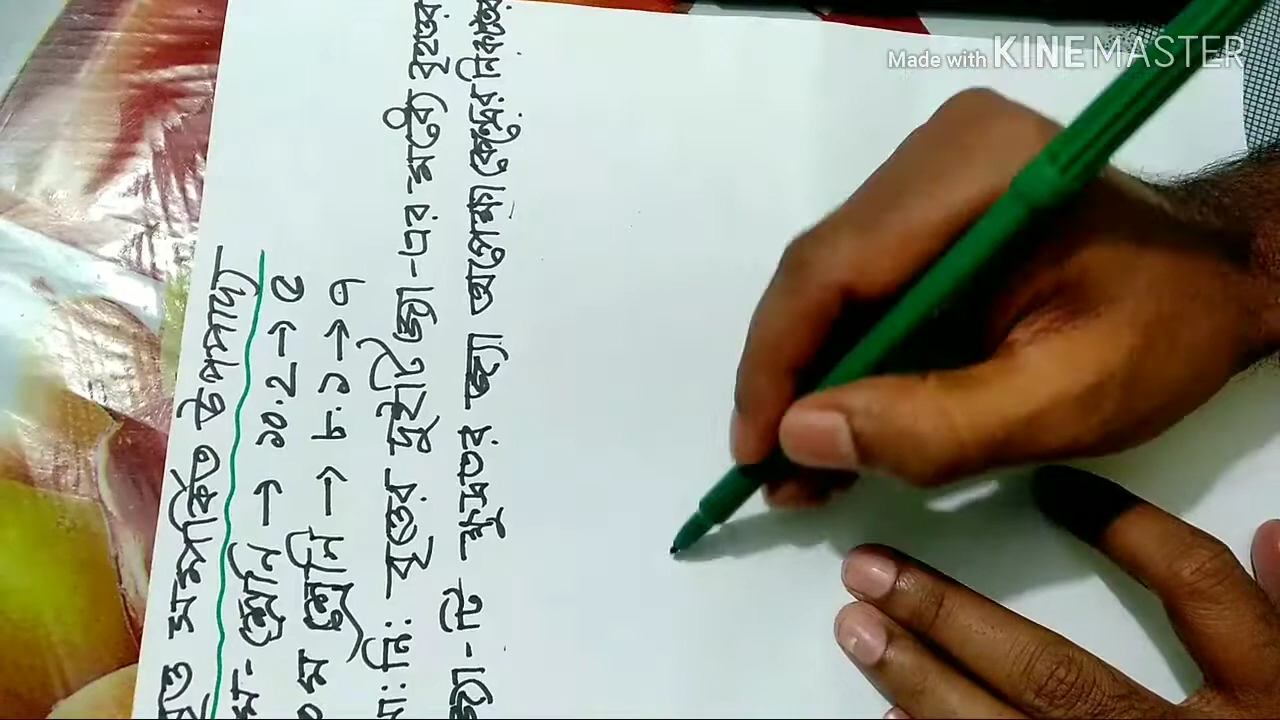 বৃত্ত সম্পর্কিত উপপাদ্য
ম-শ্রেনি → ১০.2 → ৫
ম শ্রেনি → ৮.১ → ৭
সা: নি: বৃত্তের দুইটি জ্যা-এর মধ্যে বৃহত্তর
জ্যা-টি ক্ষুদ্রতর জ্যা অপেক্ষা কেন্দ্রের নিকটতর
Made with KINEMASTER